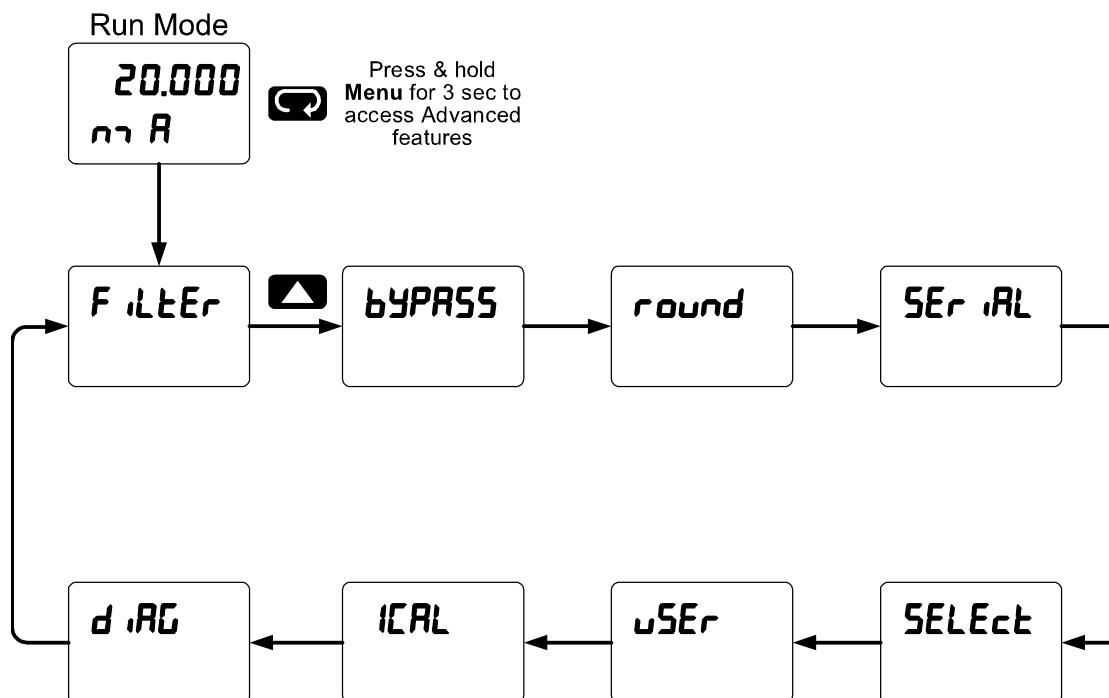 Run Mode
20.000
mA
Press & hold
Menu for 3 sec to
access Advanced
features
FiLtEr
bYPASS
round
SEriAL
SELEct
uSEr
ICAL
diAG